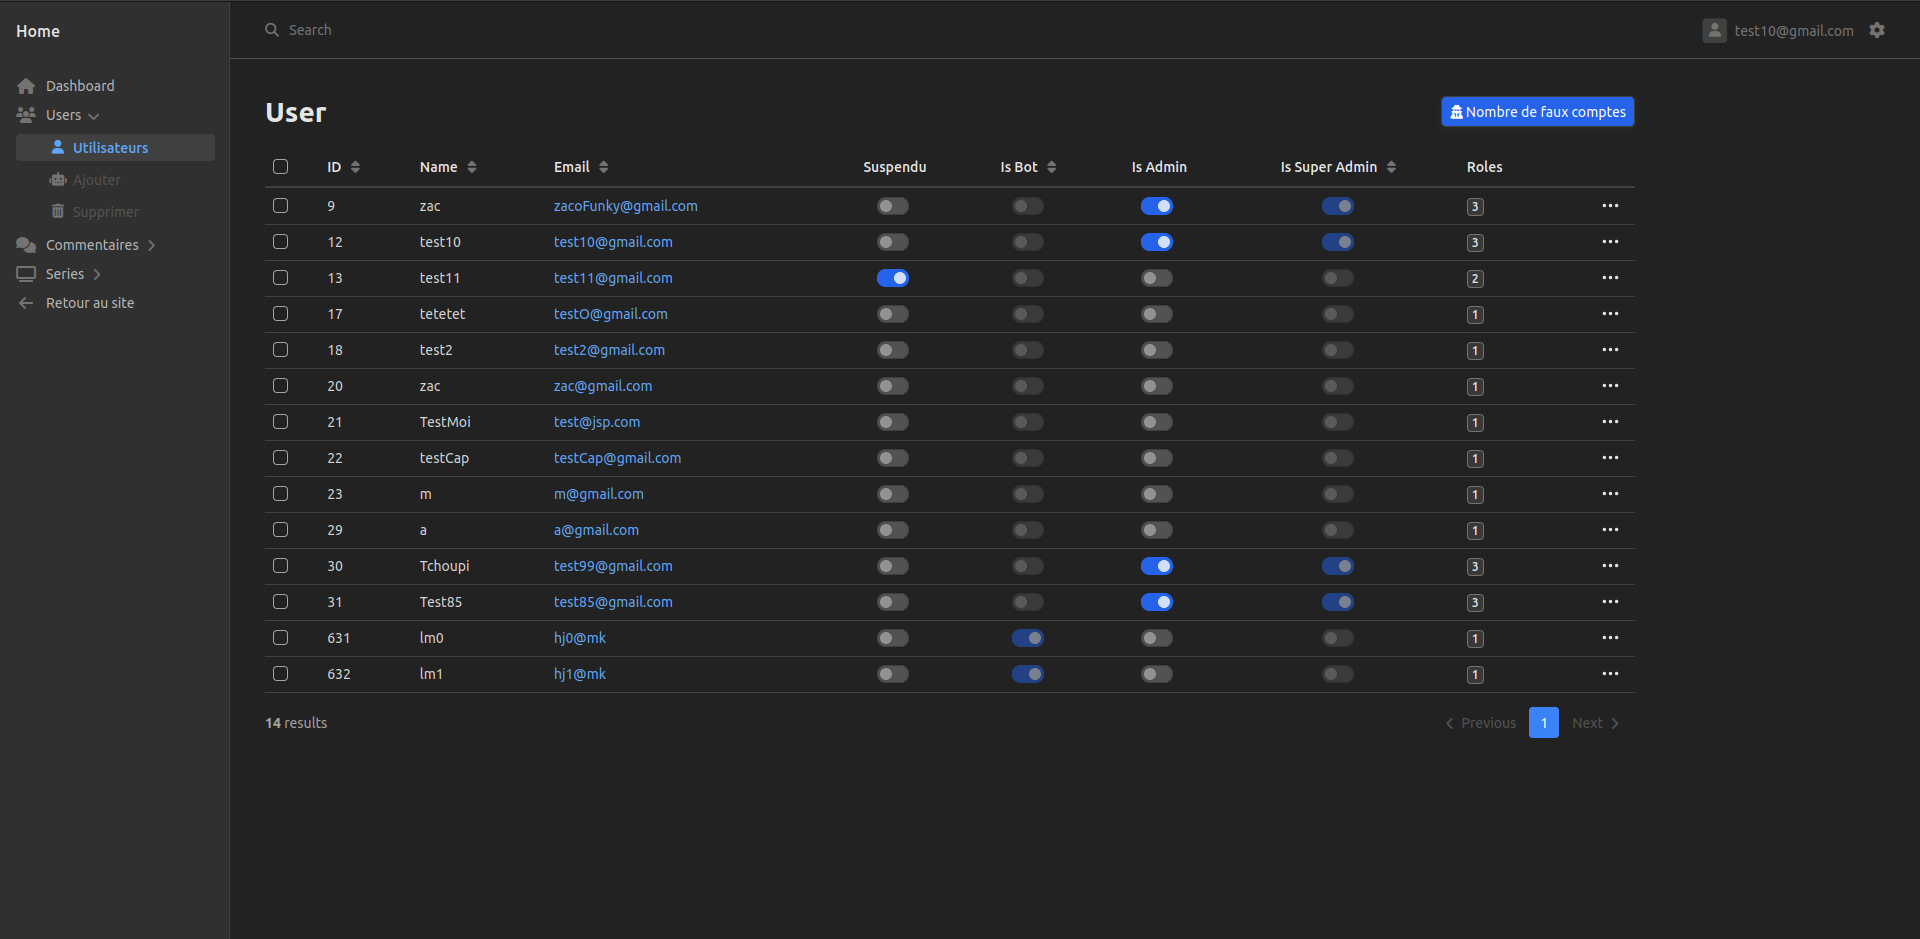 Home
Search
test10@gmail.com
Dashboard
Users
Utilisateurs
Ajouter
Supprimer
Commentaires
Series
Retour au site
User
Nombre de faux comptes
ID Name Email Suspendu Is Bot Is Admin Is Super Admin Roles
9 zac zacoFunky@gmail.com 3 ...
12 test10 test10@gmail.com 3 ...
13 test11 test11@gmail.com 2 ...
17 tetetet testO@gmail.com 1 ...
18 test2 test2@gmail.com 1 ...
20 zac zac@gmail.com 1 ...
21 TestMoi test@jsp.com 1 ...
22 testCap testCap@gmail.com 1 ...
23 m m@gmail.com 1 ...
29 a a@gmail.com 1 ...
30 Tchoupi test99@gmail.com 3 ...
31 Test85 test85@gmail.com 3 ...
631 lm0 hj0@mk 1 ...
632 lm1 hj1@mk 1 ...
14 results
Previous 1 Next